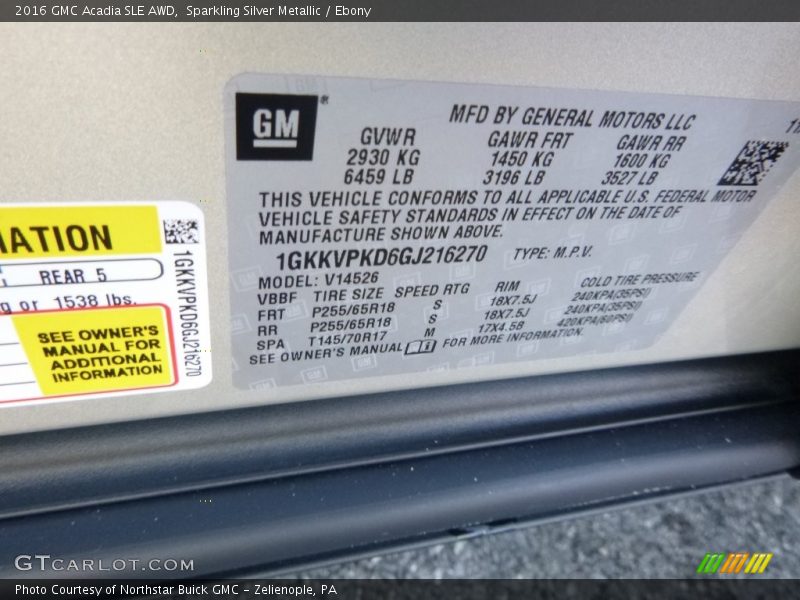 2016 GMC Acadia SLE AWD, Sparkling Silver Metallic / Ebony
GM®
MFD BY GENERAL MOTORS LLC
GVWR GAWR FRT GAWR RR
2930 KG 1450 KG 1600 KG
6459 LB 3196 LB 3527 LB
THIS VEHICLE CONFORMS TO ALL APPLICABLE U.S. FEDERAL MOTOR
VEHICLE SAFETY STANDARDS IN EFFECT ON THE DATE OF
MANUFACTURE SHOWN ABOVE.
1GKKVPKD6GJ216270 TYPE: M.P.V.
MODEL: V14526
VBBF TIRE SIZE SPEED RTG RIM COLD TIRE PRESSURE
FRT P255/65R18 S 18X7.5J 240KPA(35PSI)
RR P255/65R18 S 18X7.5J 240KPA(35PSI)
SPA T145/70R17 M 17X4.5B 420KPA(60PSI)
SEE OWNER'S MANUAL FOR MORE INFORMATION.
MATION
REAR 5
g or 1538 lbs.
SEE OWNER'S
MANUAL FOR
ADDITIONAL
INFORMATION
1GKKVPKD6GJ216270
GTCARLOT.COM
Photo Courtesy of Northstar Buick GMC - Zelienople, PA